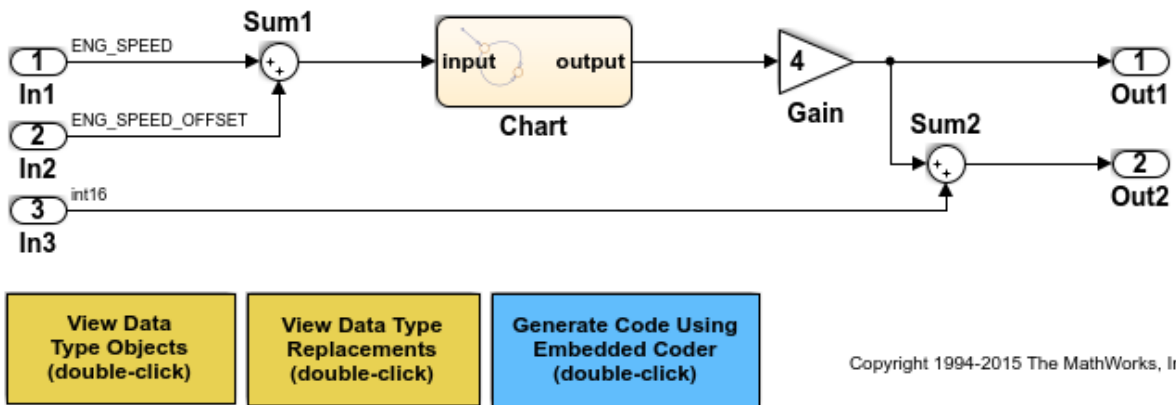 Sum1
ENG_SPEED
1
In1
input
output
Chart
4
Gain
1
Out1
ENG_SPEED_OFFSET
2
In2
Sum2
2
Out2
int16
3
In3
View Data
Type Objects
(double-click)
View Data Type
Replacements
(double-click)
Generate Code Using
Embedded Coder
(double-click)
Copyright 1994-2015 The MathWorks,